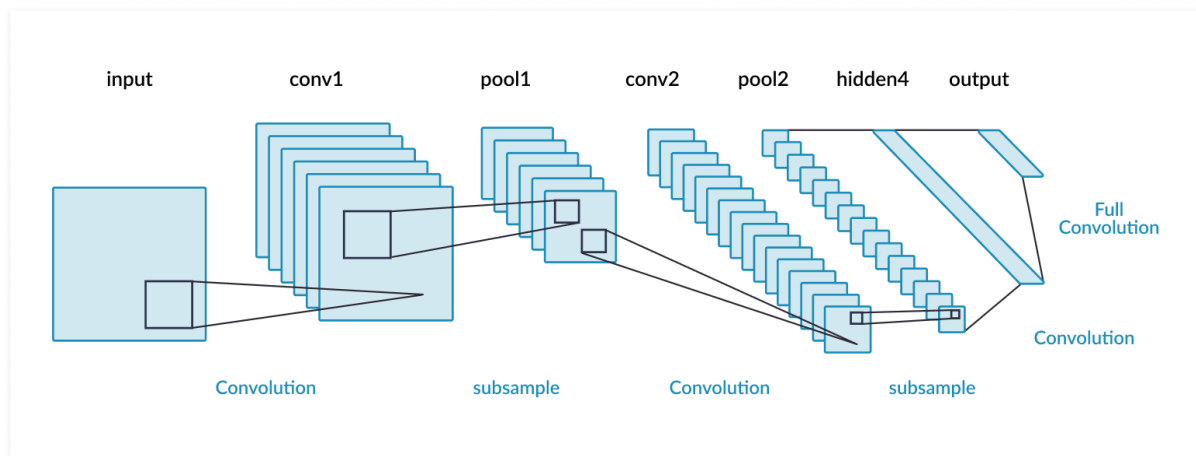 input
conv1
pool1
conv2
pool2
hidden4
output
Full
Convolution
Convolution
Convolution
subsample
Convolution
subsample